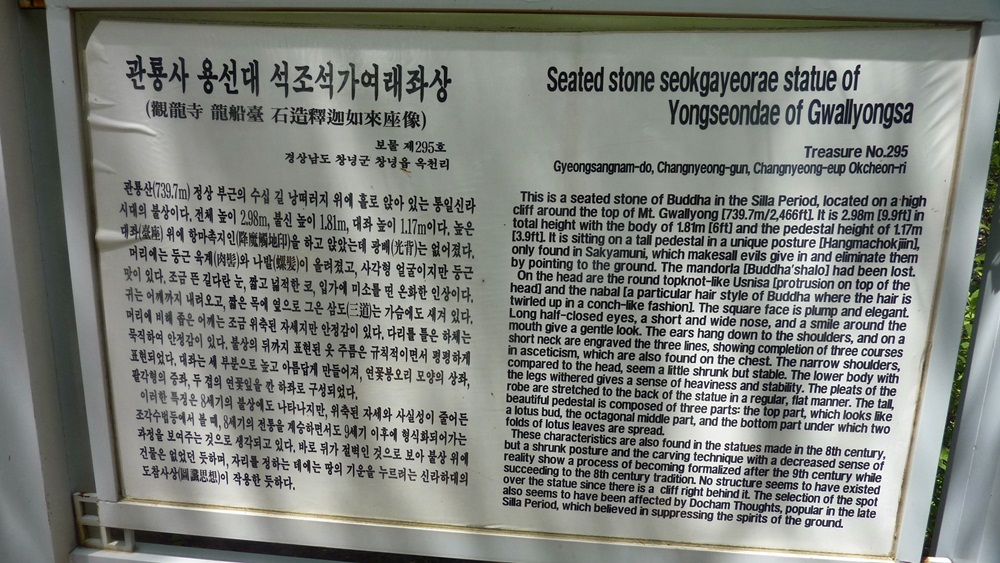 관룡사 용선대 석조석가여래좌상
(觀龍寺 龍船臺 石造釋迦如來座像)
보물 제295호
경상남도 창녕군 창녕읍 옥천리
관룡산(739.7m) 정상 부근의 수십 길 낭떠러지 위에 홀로 앉아 있는 통일신라
시대의 불상이다. 전체 높이 2.98m, 불신 높이 1.81m, 대좌 높이 1.17m이다. 높은
대좌(臺座) 위에 항마촉지인(降魔觸地印)을 하고 앉았는데 광배(光背)는 없어졌다.
머리에는 둥근 육계(肉髻)와 나발(螺髮)이 올려졌고, 사각형 얼굴이지만 둥근
맛이 있다. 조금 뜬 길다란 눈, 짧고 넓적한 코, 입가에 미소를 띤 온화한 인상이다.
귀는 어깨까지 내려오고, 짧은 목에 옆으로 그은 삼도(三道)는 가슴에도 새겨 있다.
머리에 비해 좁은 어깨는 조금 위축된 자세지만 안정감이 있다. 다리를 틀은 하체는
묵직하여 안정감이 있다. 불상의 뒤까지 표현된 옷 주름은 규칙적이면서 평평하게
표현되었다. 대좌는 세 부분으로 높고 아름답게 만들어져, 연꽃봉오리 모양의 상좌,
팔각형의 중좌, 두 겹의 연꽃잎을 깐 하좌로 구성되었다.
이러한 특징은 8세기의 불상에도 나타나지만, 위축된 자세와 사실성이 줄어든
조각수법등에서 볼 때, 8세기의 전통을 계승하면서도 9세기 이후에 형식화되어가는
과정을 보여주는 것으로 생각되고 있다. 바로 뒤가 절벽인 것으로 보아 불상 위에
전물은 없었던 듯하며, 자리를 정하는 데에는 땅의 기운을 누르려는 신라하대의
도참사상(圖讖思想)이 작용한 듯하다.
Seated stone seokgayeorae statue of
Yongseondae of Gwallyongsa
Treasure No.295
Gyeongsangnam-do, Changnyeong-gun, Changnyeong-eup Okcheon-ri
This is a seated stone of Buddha in the Silla Period, located on a high
cliff around the top of Mt. Gwallyong [739.7m/2,466ft]. It is 2.98m [9.9ft] in
total height with the body of 1.81m [6ft] and the pedestal height of 1.17m
[3.9ft]. It is sitting on a tall pedestal in a unique posture [Hangmachokjiin],
only found in Sakyamuni, which makesall evils give in and eliminate them
by pointing to the ground. The mandorla [Buddha'shalo] had been lost.
On the head are the round topknot-like Usnisa [protrusion on top of the
head] and the nabal [a particular hair style of Buddha where the hair is
twirled up in a conch-like fashion]. The square face is plump and elegant.
Long half-closed eyes, a short and wide nose, and a smile around the
mouth give a gentle look. The ears hang down to the shoulders, and on a
short neck are engraved the three lines, showing completion of three courses
in asceticism, which are also found on the chest. The narrow shoulders,
compared to the head, seem a little shrunk but stable. The lower body with
the legs withered gives a sense of heaviness and stability. The pleats of the
robe are stretched to the back of the statue in a regular, flat manner. The tall,
beautiful pedestal is composed of three parts: the top part, which looks like
a lotus bud, the octagonal middle part, and the bottom part under which two
folds of lotus leaves are spread.
These characteristics are also found in the statues made in the 8th century,
but a shrunk posture and the carving technique with a decreased sense of
reality show a process of becoming formalized after the 9th century while
succeeding to the 8th century tradition. No structure seems to have existed
over the statue since there is a cliff right behind it. The selection of the spot
also seems to have been affected by Docham Thoughts, popular in the late
Silla Period, which believed in suppressing the spirits of the ground.